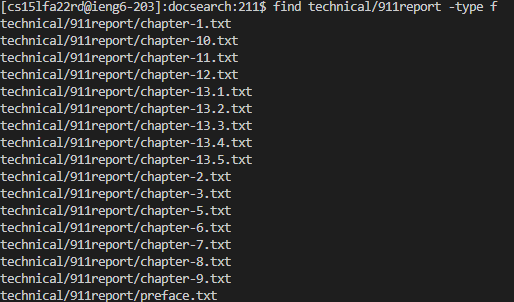 [cs15lfa22rd@ieng6-203]:docsearch:211$ find technical/911report -type f
technical/911report/chapter-1.txt
technical/911report/chapter-10.txt
technical/911report/chapter-11.txt
technical/911report/chapter-12.txt
technical/911report/chapter-13.1.txt
technical/911report/chapter-13.2.txt
technical/911report/chapter-13.3.txt
technical/911report/chapter-13.4.txt
technical/911report/chapter-13.5.txt
technical/911report/chapter-2.txt
technical/911report/chapter-3.txt
technical/911report/chapter-5.txt
technical/911report/chapter-6.txt
technical/911report/chapter-7.txt
technical/911report/chapter-8.txt
technical/911report/chapter-9.txt
technical/911report/preface.txt